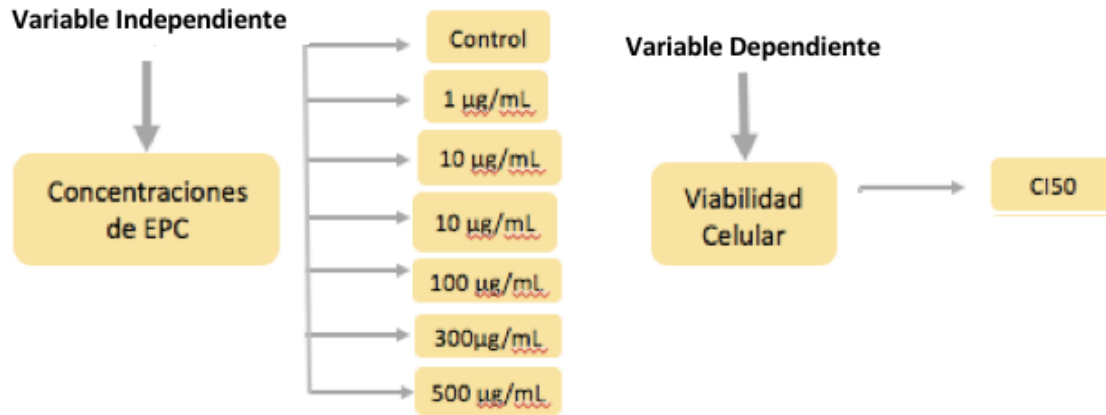 Variable Independiente
Concentraciones
de EPC
Control
1 µg/mL
10 µg/mL
10 µg/mL
100 µg/mL
300µg/mL
500 µg/mL
Variable Dependiente
Viabilidad
Celular
CI50